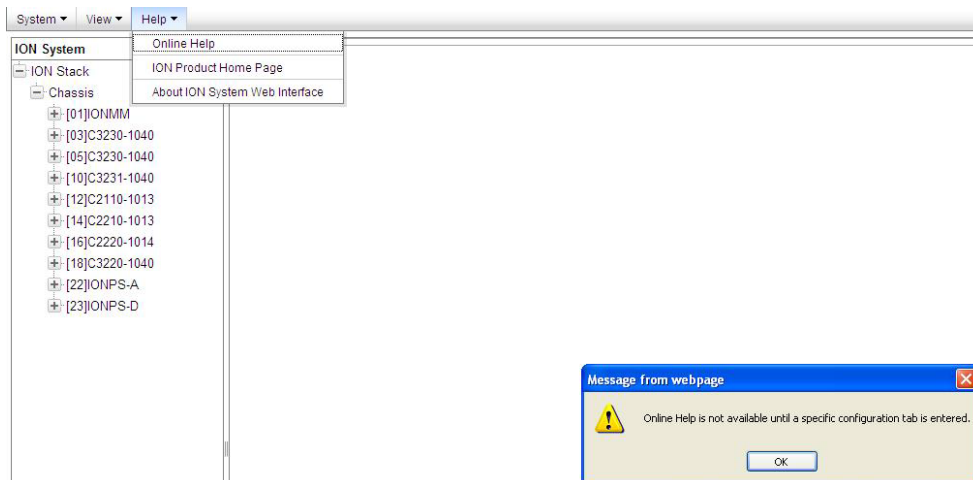 System View Help
Online Help
ION Product Home Page
About ION System Web Interface
ION System
ION Stack
Chassis
[01]IONMM
[03]C3230-1040
[05]C3230-1040
[10]C3231-1040
[12]C2110-1013
[14]C2210-1013
[16]C2220-1014
[18]C3220-1040
[22]IONPS-A
[23]IONPS-D
Message from webpage
Online Help is not available until a specific configuration tab is entered.
OK